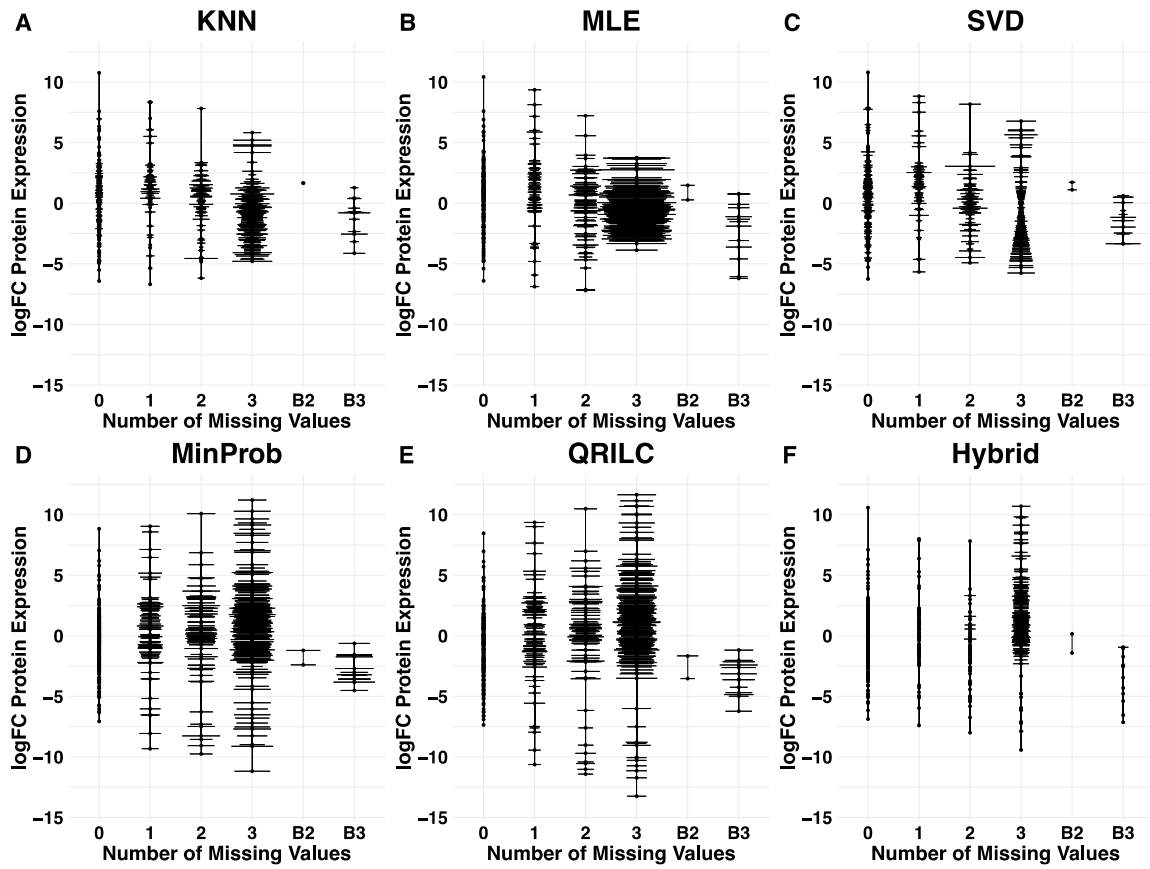 A KNN
B MLE
C SVD
logFC Protein Expression
10
5
0
−5
−10
−15
0 1 2 3 B2 B3
Number of Missing Values
logFC Protein Expression
10
5
0
−5
−10
−15
0 1 2 3 B2 B3
Number of Missing Values
logFC Protein Expression
10
5
0
−5
−10
−15
0 1 2 3 B2 B3
Number of Missing Values
D MinProb
E QRILC
F Hybrid
logFC Protein Expression
10
5
0
−5
−10
−15
0 1 2 3 B2 B3
Number of Missing Values
logFC Protein Expression
10
5
0
−5
−10
−15
0 1 2 3 B2 B3
Number of Missing Values
logFC Protein Expression
10
5
0
−5
−10
−15
0 1 2 3 B2 B3
Number of Missing Values